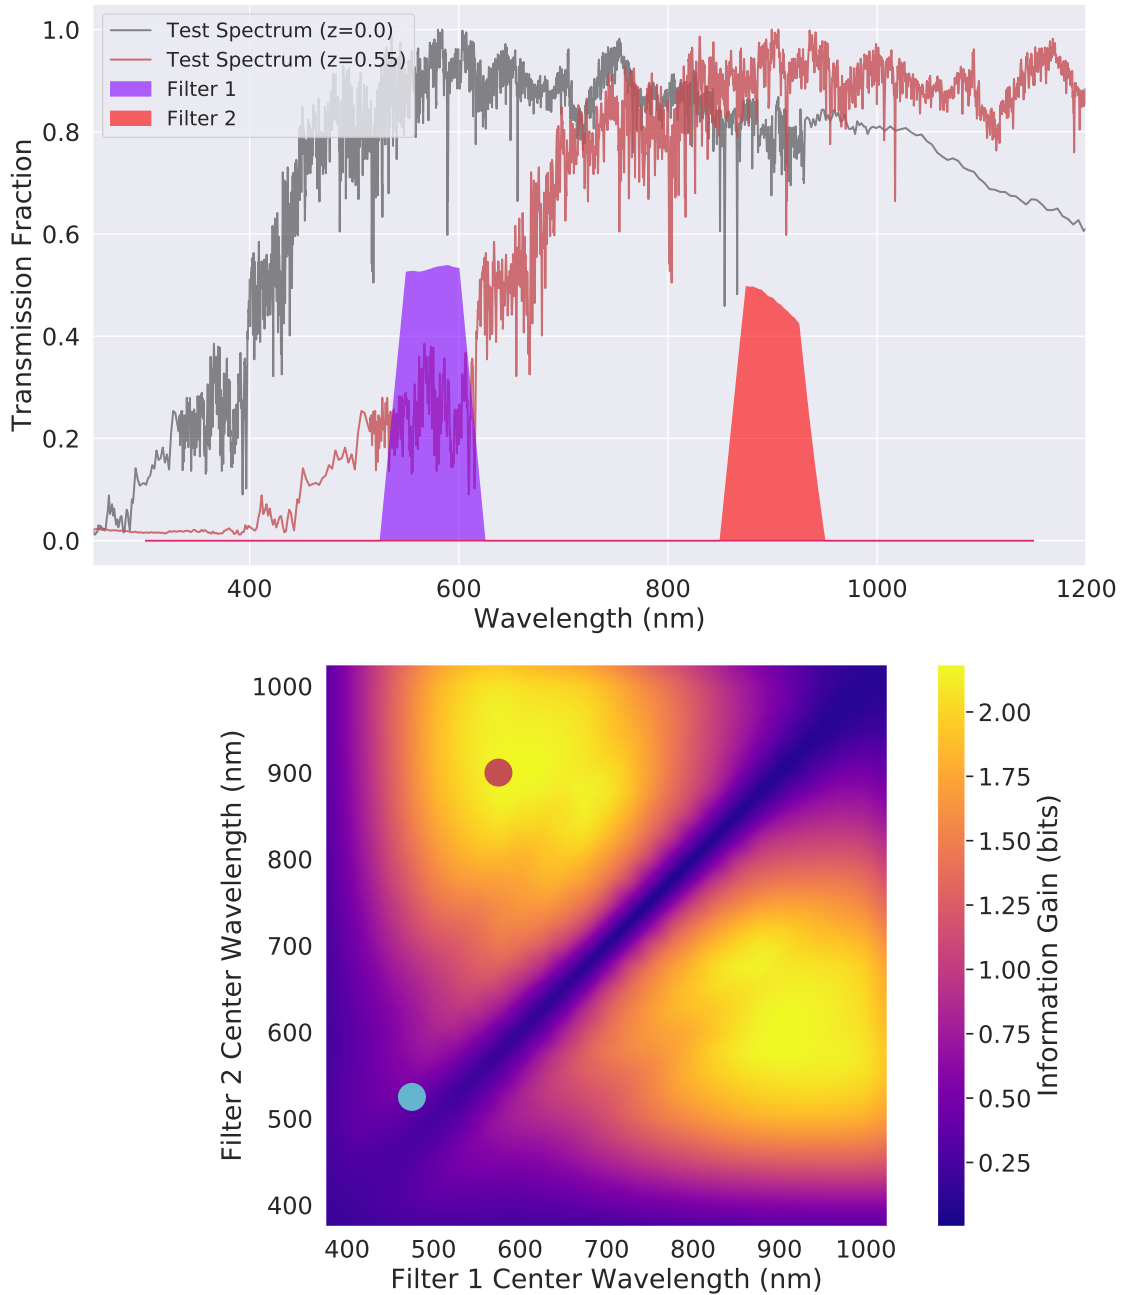 1.0
0.8
0.6
0.4
0.2
0.0
Transmission Fraction
Test Spectrum (z=0.0)
Test Spectrum (z=0.55)
Filter 1
Filter 2
400 600 800 1000 1200
Wavelength (nm)
1000
900
800
700
600
500
400
Filter 2 Center Wavelength (nm)
400 500 600 700 800 900 1000
Filter 1 Center Wavelength (nm)
2.00
1.75
1.50
1.25
1.00
0.75
0.50
0.25
Information Gain (bits)